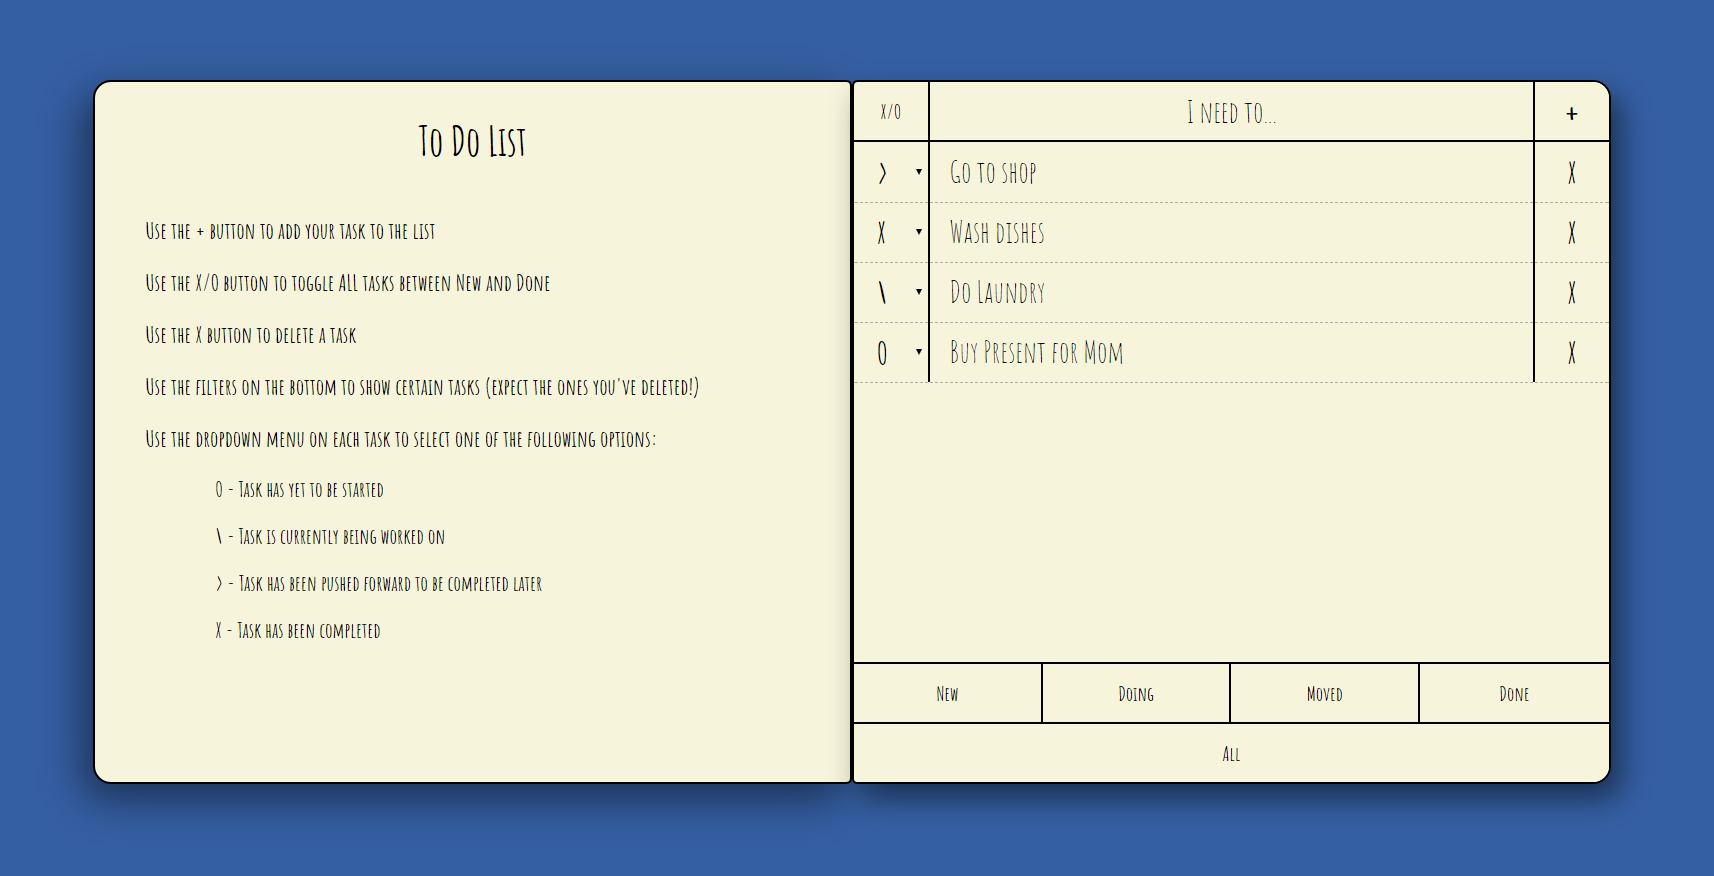 To Do List
Use the + button to add your task to the list
Use the X/O button to toggle ALL tasks between New and Done
Use the X button to delete a task
Use the filters on the bottom to show certain tasks (expect the ones you've deleted!)
Use the dropdown menu on each task to select one of the following options:
O - Task has yet to be started
\ - Task is currently being worked on
> - Task has been pushed forward to be completed later
X - Task has been completed
X/O I need to... +
> ▾ Go to shop X
X ▾ Wash dishes X
\ ▾ Do Laundry X
O ▾ Buy Present for Mom X
New Doing Moved Done
All